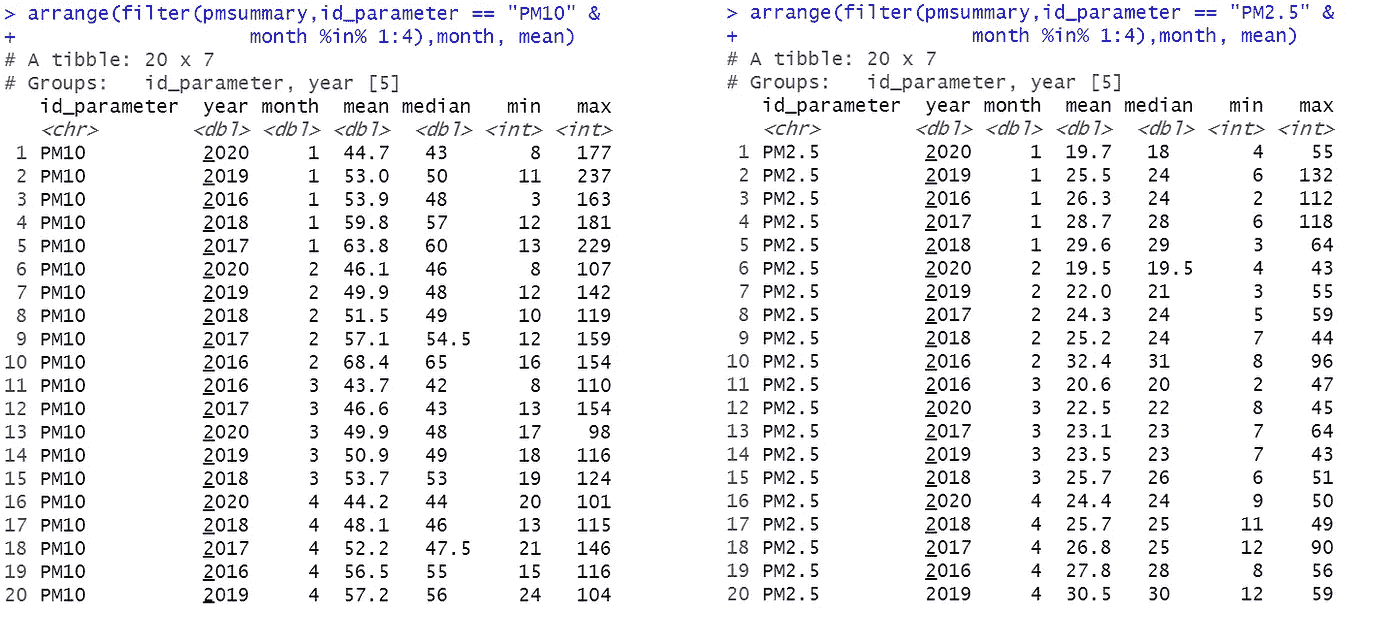 > arrange(filter(pmsummary,id_parameter == "PM10" &
+ month %in% 1:4),month, mean)
# A tibble: 20 x 7
# Groups: id_parameter, year [5]
id_parameter year month mean median min max
<chr> <dbl> <dbl> <dbl> <dbl> <int> <int>
1 PM10 2020 1 44.7 43 8 177
2 PM10 2019 1 53.0 50 11 237
3 PM10 2016 1 53.9 48 3 163
4 PM10 2018 1 59.8 57 12 181
5 PM10 2017 1 63.8 60 13 229
6 PM10 2020 2 46.1 46 8 107
7 PM10 2019 2 49.9 48 12 142
8 PM10 2018 2 51.5 49 10 119
9 PM10 2017 2 57.1 54.5 12 159
10 PM10 2016 2 68.4 65 16 154
11 PM10 2016 3 43.7 42 8 110
12 PM10 2017 3 46.6 43 13 154
13 PM10 2020 3 49.9 48 17 98
14 PM10 2019 3 50.9 49 18 116
15 PM10 2018 3 53.7 53 19 124
16 PM10 2020 4 44.2 44 20 101
17 PM10 2018 4 48.1 46 13 115
18 PM10 2017 4 52.2 47.5 21 146
19 PM10 2016 4 56.5 55 15 116
20 PM10 2019 4 57.2 56 24 104
> arrange(filter(pmsummary,id_parameter == "PM2.5" &
+ month %in% 1:4),month, mean)
# A tibble: 20 x 7
# Groups: id_parameter, year [5]
id_parameter year month mean median min max
<chr> <dbl> <dbl> <dbl> <dbl> <int> <int>
1 PM2.5 2020 1 19.7 18 4 55
2 PM2.5 2019 1 25.5 24 6 132
3 PM2.5 2016 1 26.3 24 2 112
4 PM2.5 2017 1 28.7 28 6 118
5 PM2.5 2018 1 29.6 29 3 64
6 PM2.5 2020 2 19.5 19.5 4 43
7 PM2.5 2019 2 22.0 21 3 55
8 PM2.5 2017 2 24.3 24 5 59
9 PM2.5 2018 2 25.2 24 7 44
10 PM2.5 2016 2 32.4 31 8 96
11 PM2.5 2016 3 20.6 20 2 47
12 PM2.5 2020 3 22.5 22 8 45
13 PM2.5 2017 3 23.1 23 7 64
14 PM2.5 2019 3 23.5 23 7 43
15 PM2.5 2018 3 25.7 26 6 51
16 PM2.5 2020 4 24.4 24 9 50
17 PM2.5 2018 4 25.7 25 11 49
18 PM2.5 2017 4 26.8 25 12 90
19 PM2.5 2016 4 27.8 28 8 56
20 PM2.5 2019 4 30.5 30 12 59